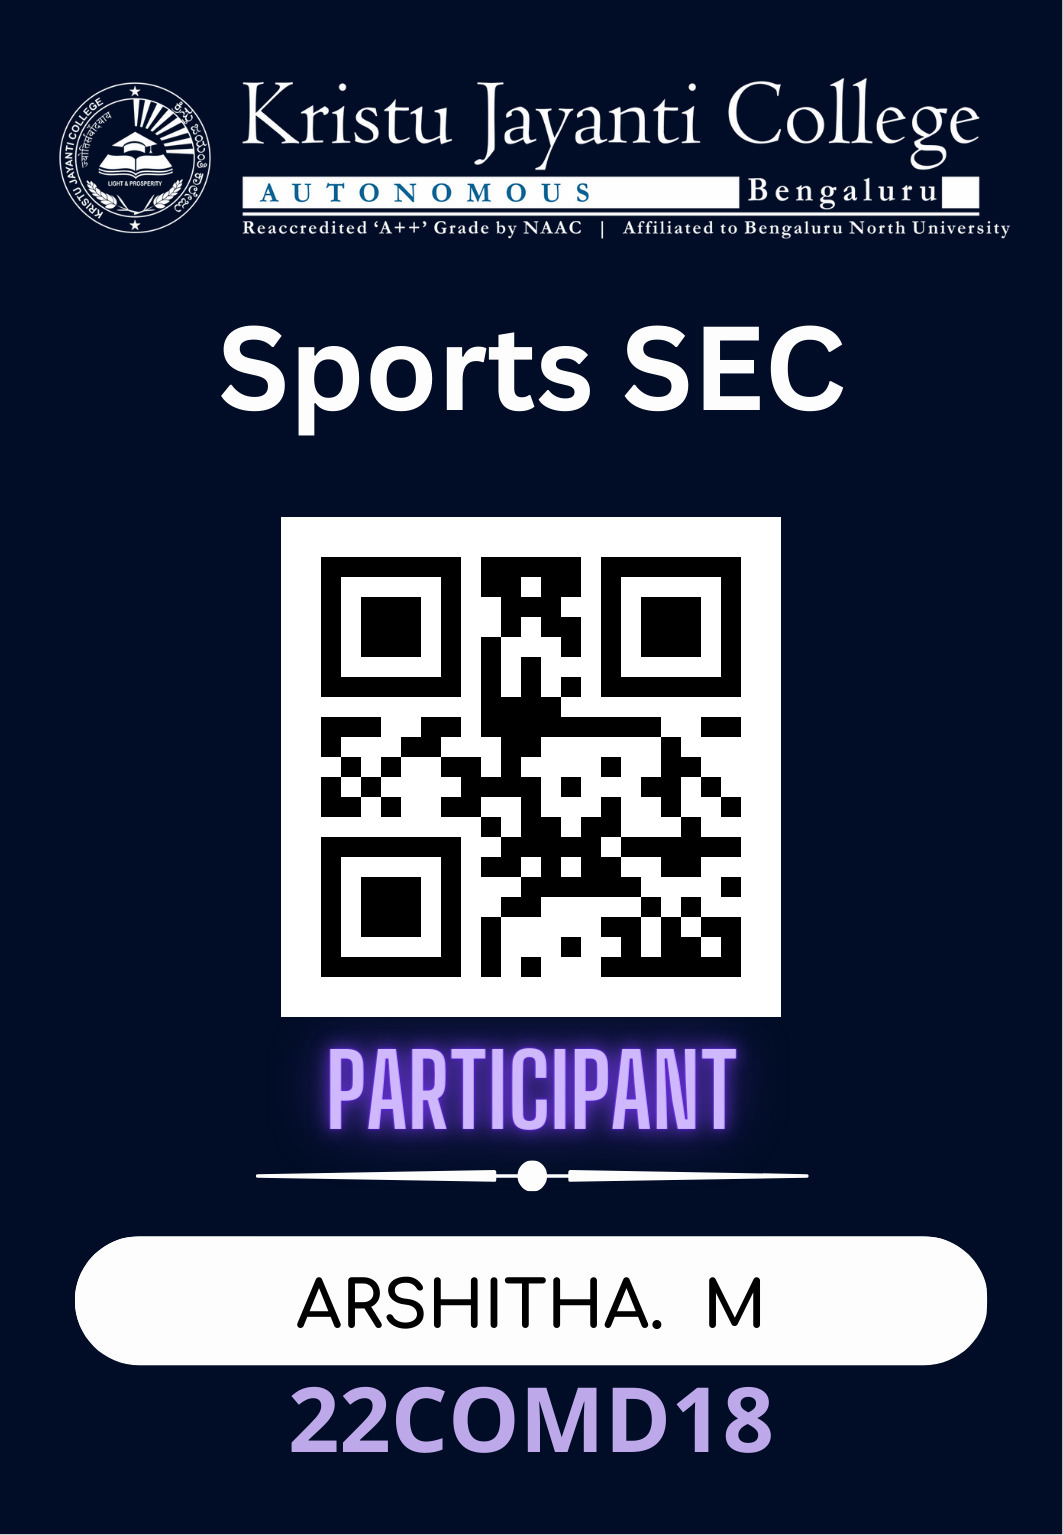 KRISTU JAYANTI COLLEGE
LIGHT & PROSPERITY
Kristu Jayanti College
AUTONOMOUS Bengaluru
Reaccredited ‘A++’ Grade by NAAC | Affiliated to Bengaluru North University
Sports SEC
PARTICIPANT
ARSHITHA. M
22COMD18